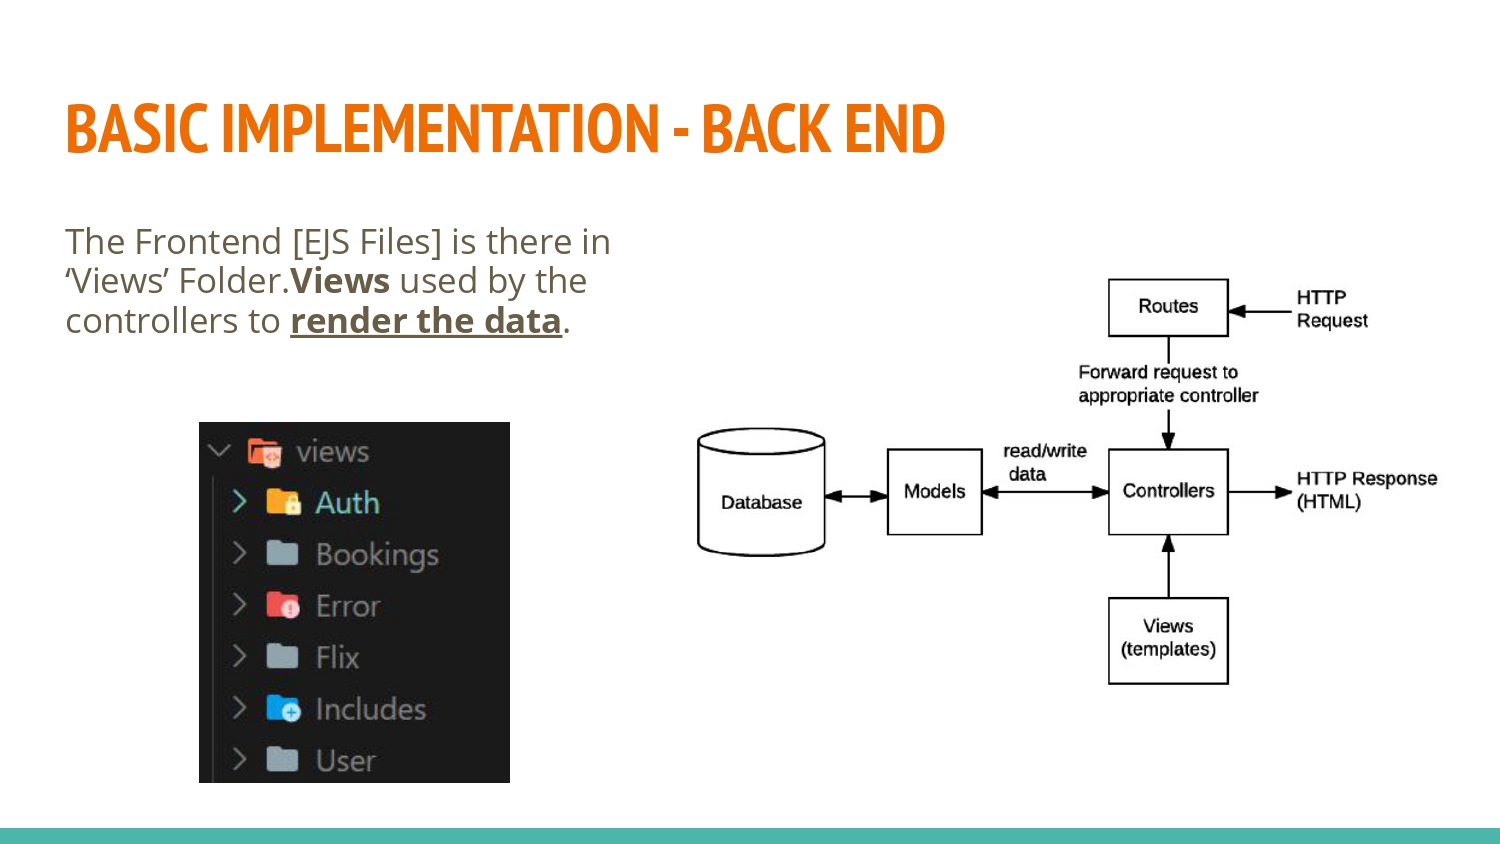 BASIC IMPLEMENTATION - BACK END
The Frontend [EJS Files] is there in
‘Views’ Folder.Views used by the
controllers to render the data.
views
Auth
Bookings
Error
Flix
Includes
User
Routes
HTTP
Request
Forward request to
appropriate controller
Database
Models
read/write
data
Controllers
HTTP Response
(HTML)
Views
(templates)